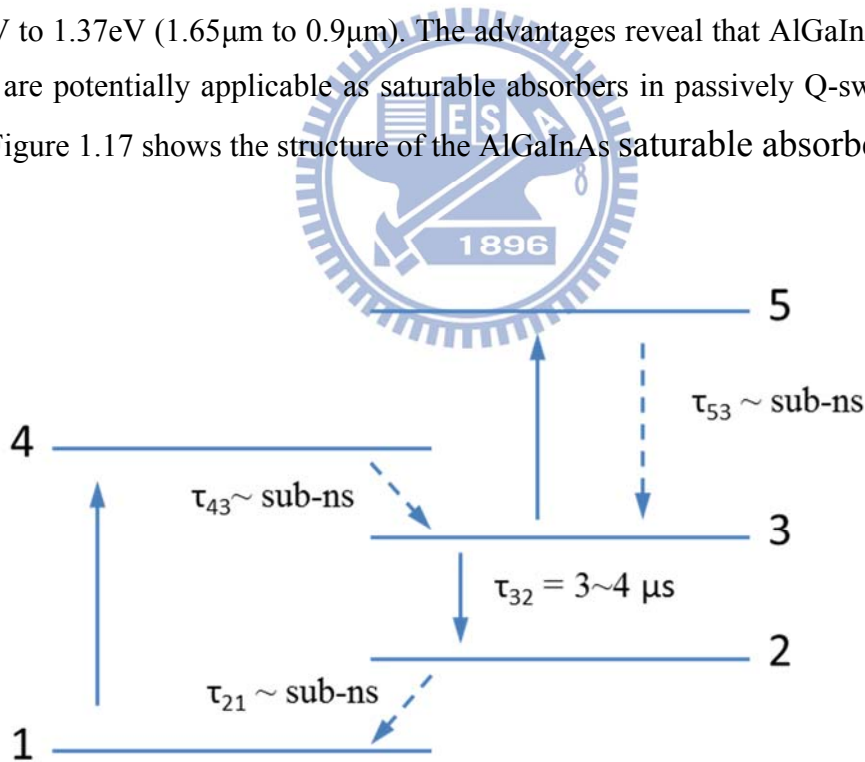 V to 1.37eV (1.65μm to 0.9μm). The advantages reveal that AlGaIn
are potentially applicable as saturable absorbers in passively Q-sw
Figure 1.17 shows the structure of the AlGaInAs saturable absorbe
E S A
1896
5
τ53 ~ sub-ns
4
τ43~ sub-ns
3
τ32 = 3~4 μs
2
τ21 ~ sub-ns
1